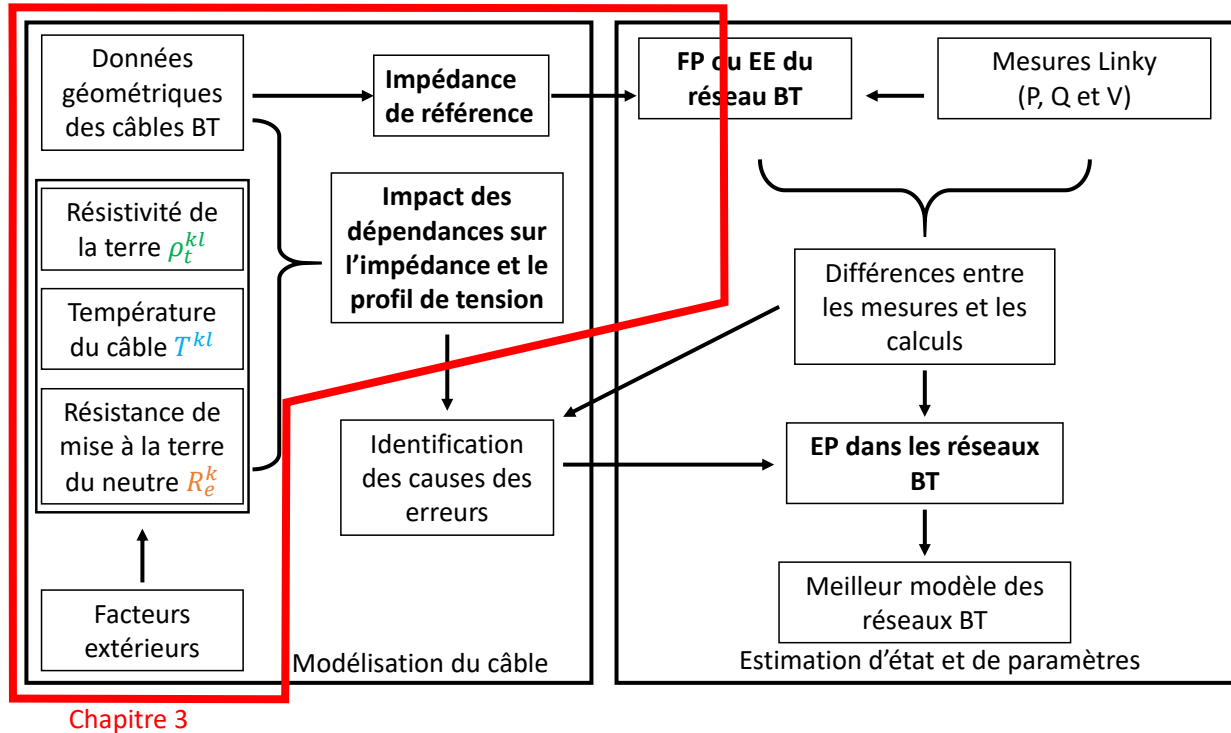 Données
géométriques
des câbles BT
Impédance
de référence
FP ou EE du
réseau BT
Mesures Linky
(P, Q et V)
Résistivité de
la terre ρ_t^{kl}
Température
du câble T^{kl}
Résistance de
mise à la terre
du neutre R_e^k
Impact des
dépendances sur
l'impédance et le
profil de tension
Différences entre
les mesures et les
calculs
Identification
des causes des
erreurs
EP dans les réseaux
BT
Facteurs
extérieurs
Meilleur modèle des
réseaux BT
Modélisation du câble
Estimation d'état et de paramètres
Chapitre 3